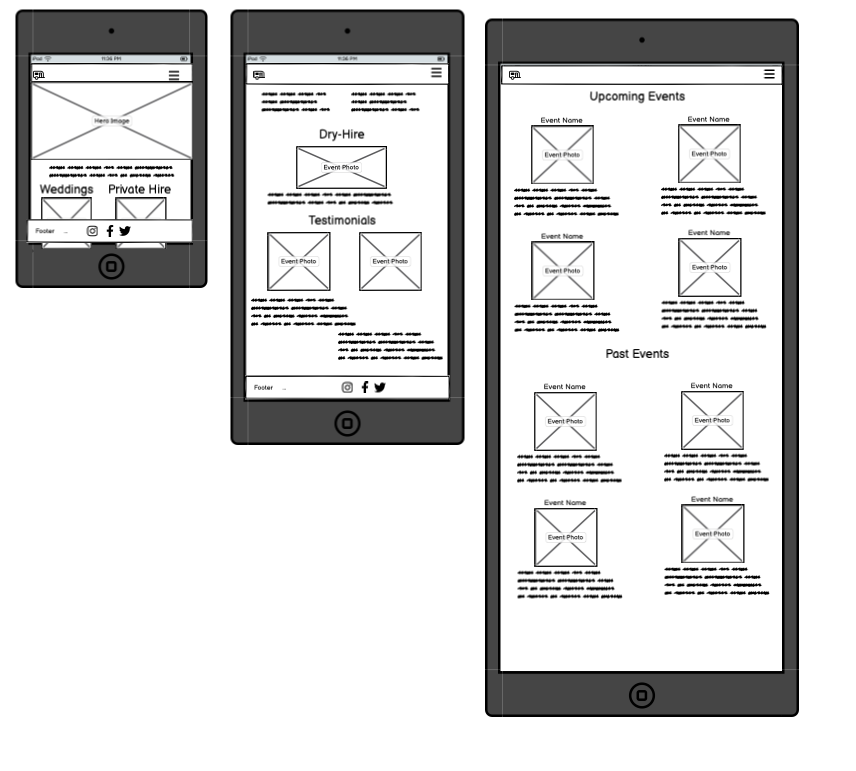 iPad
11:36 PM
Hero Image
Weddings Private Hire
Footer ...
iPad
11:36 PM
Dry-Hire
Event Photo
Testimonials
Event Photo Event Photo
Footer ...
Upcoming Events
Event Name Event Name
Event Photo Event Photo
Event Name Event Name
Event Photo Event Photo
Past Events
Event Name Event Name
Event Photo Event Photo
Event Name Event Name
Event Photo Event Photo